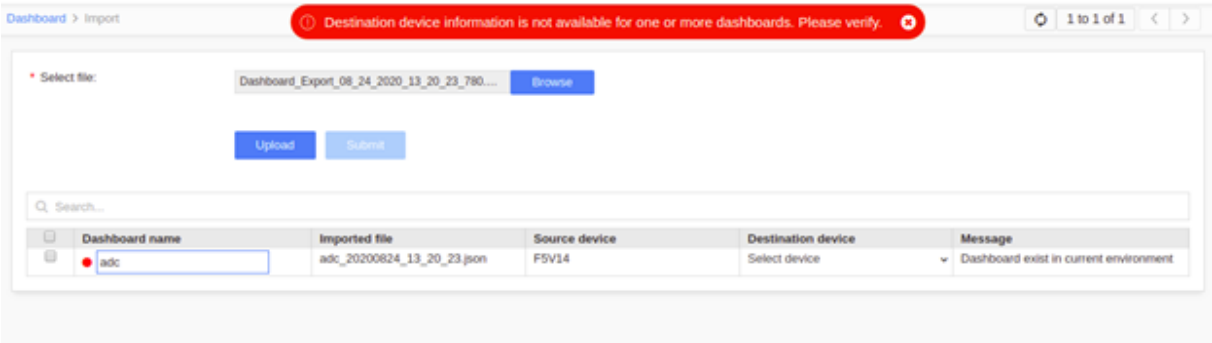 Dashboard > Import
Destination device information is not available for one or more dashboards. Please verify.
1 to 1 of 1 < >
* Select file:
Dashboard_Export_08_24_2020_13_20_23_780....
Browse
Upload Submit
Search...
Dashboard name Imported file Source device Destination device Message
adc adc_20200824_13_20_23.json F5V14 Select device Dashboard exist in current environment